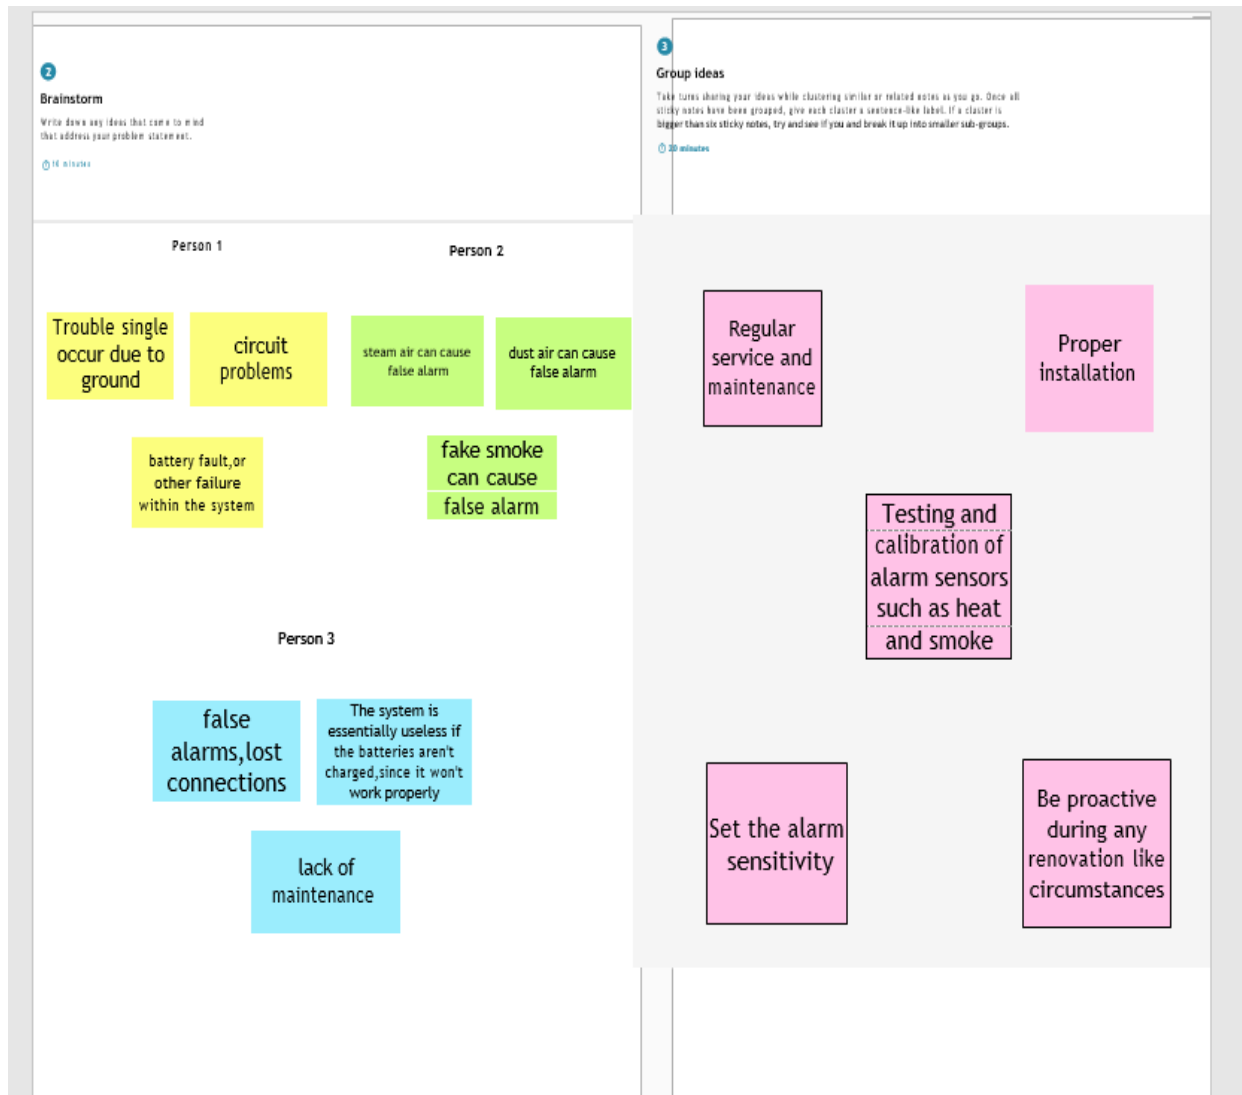 2
Brainstorm
Write down any ideas that come to mind
that address your problem statement.
10 minutes
3
Group ideas
Take turns sharing your ideas while clustering similar or related notes as you go. Once all
sticky notes have been grouped, give each cluster a sentence-like label. If a cluster is
bigger than six sticky notes, try and see if you and break it up into smaller sub-groups.
20 minutes
Person 1
Trouble single
occur due to
ground
circuit
problems
battery fault,or
other failure
within the system
Person 2
steam air can cause
false alarm
dust air can cause
false alarm
fake smoke
can cause
false alarm
Person 3
false
alarms,lost
connections
The system is
essentially useless if
the batteries aren't
charged,since it won't
work properly
lack of
maintenance
Regular
service and
maintenance
Proper
installation
Testing and
calibration of
alarm sensors
such as heat
and smoke
Set the alarm
sensitivity
Be proactive
during any
renovation like
circumstances